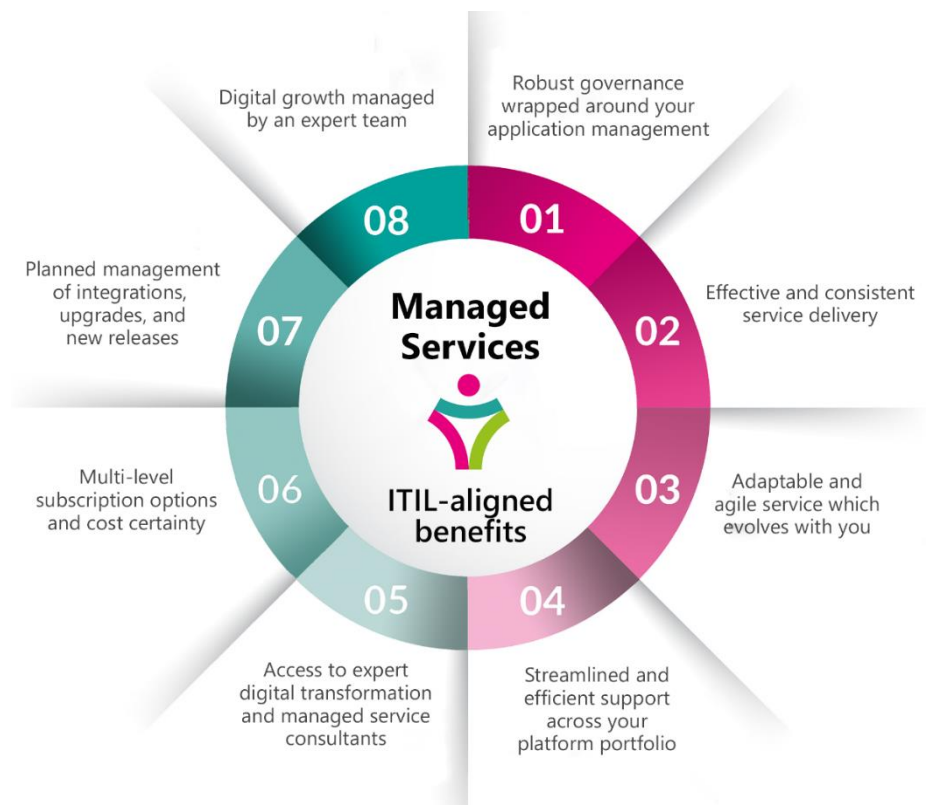 Managed
Services
ITIL-aligned
benefits
01
Robust governance
wrapped around your
application management
02
Effective and consistent
service delivery
03
Adaptable and
agile service which
evolves with you
04
Streamlined and
efficient support
across your
platform portfolio
05
Access to expert
digital transformation
and managed service
consultants
06
Multi-level
subscription options
and cost certainty
07
Planned management
of integrations,
upgrades, and
new releases
08
Digital growth managed
by an expert team